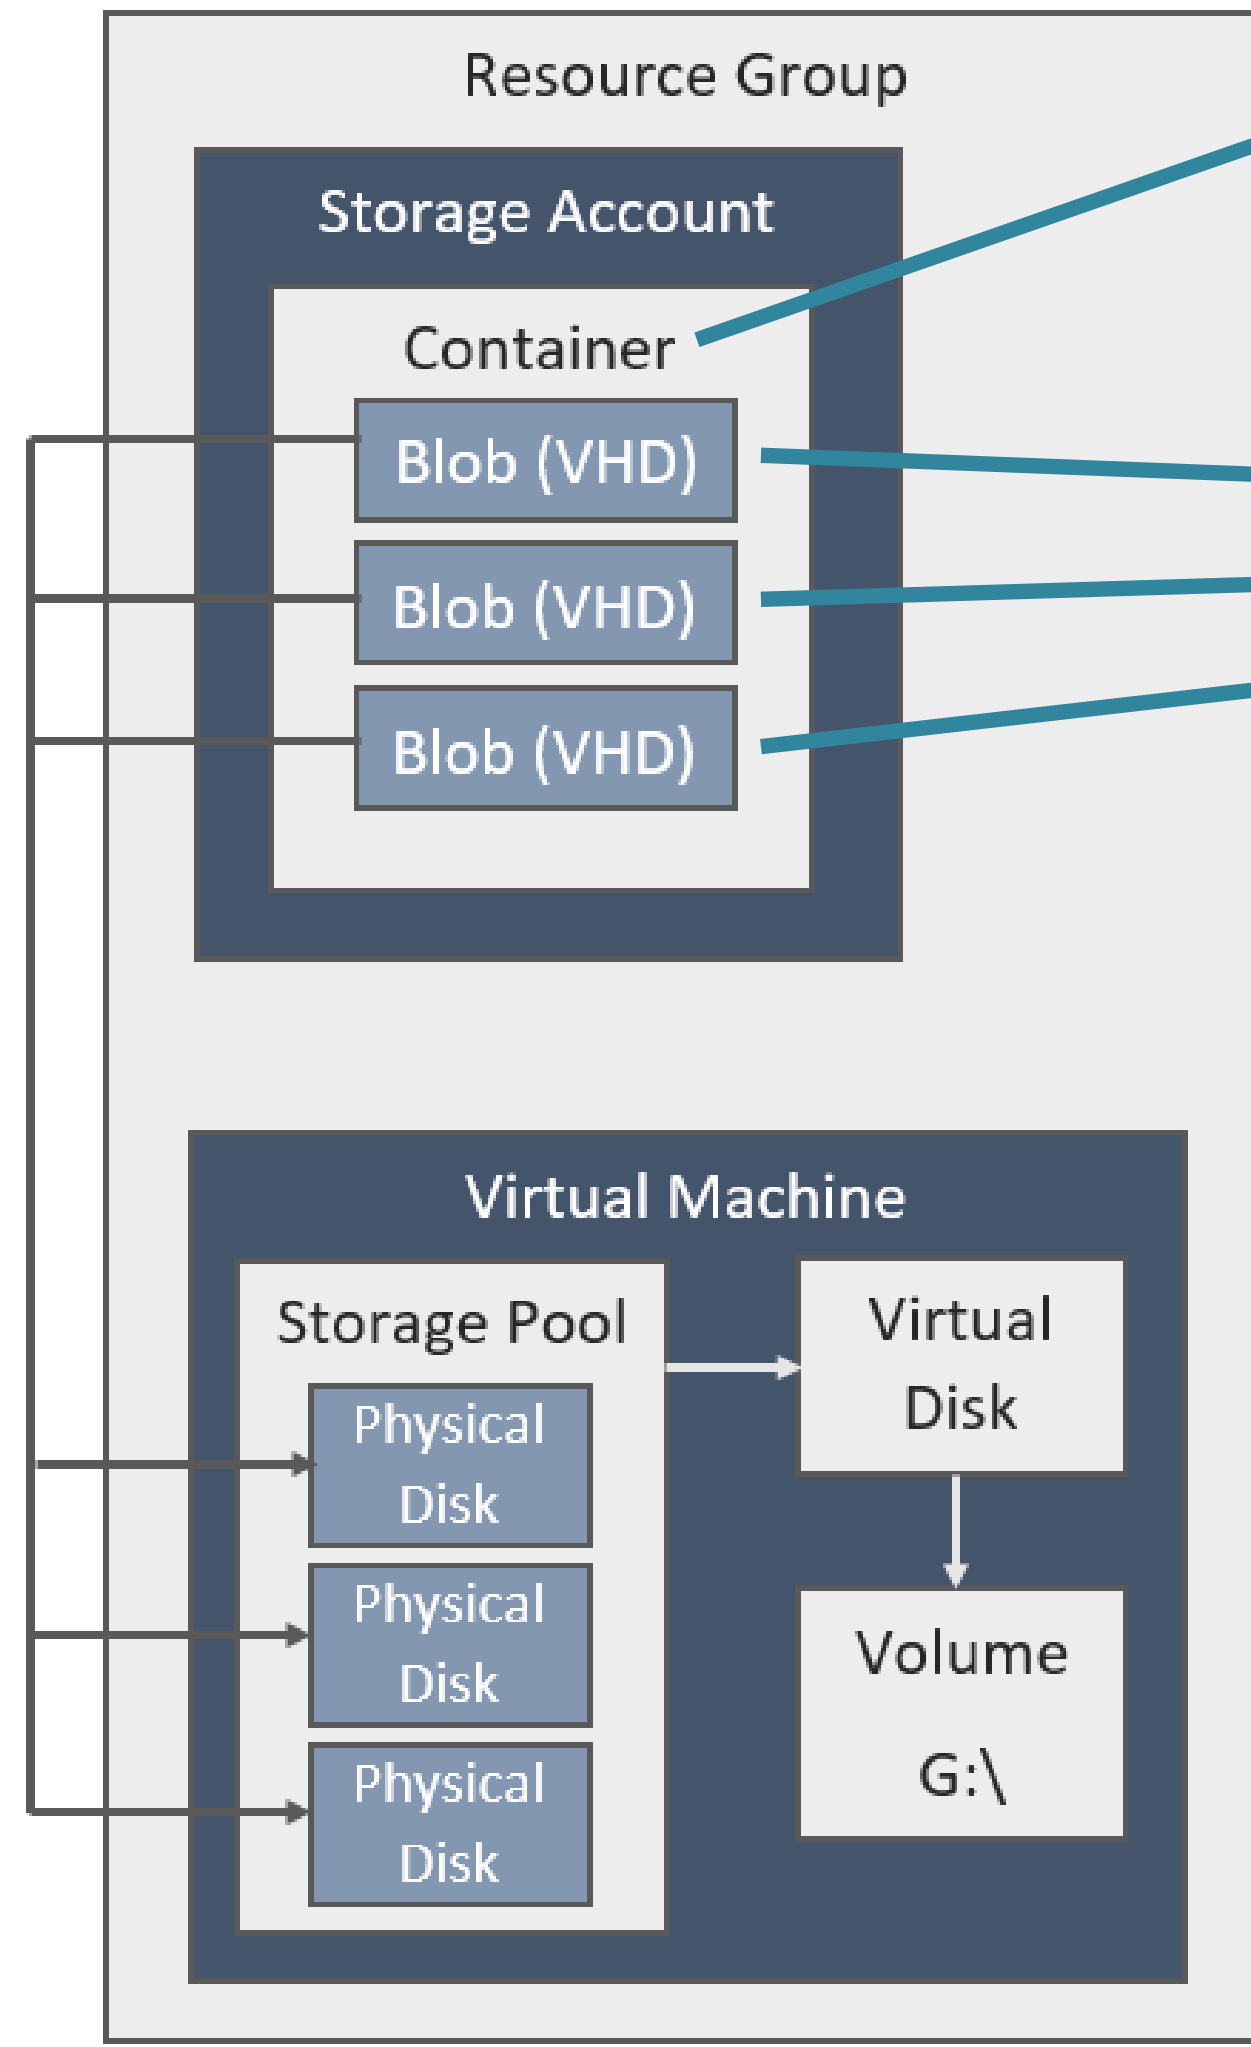 Resource Group
Storage Account
Container
Blob (VHD)
Blob (VHD)
Blob (VHD)
Virtual Machine
Storage Pool
Physical
Disk
Physical
Disk
Physical
Disk
Virtual
Disk
Volume
G:\